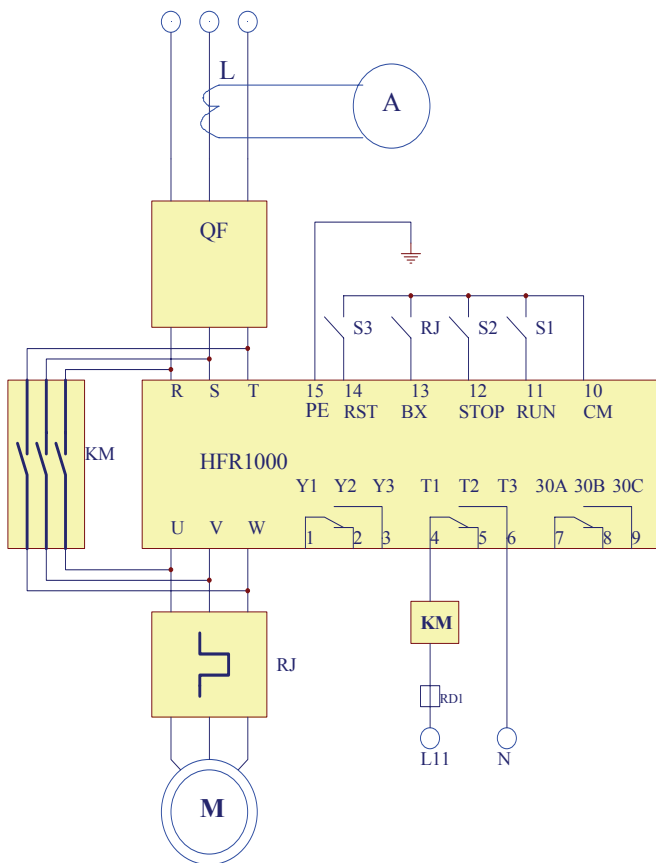 L
A
QF
S3 RJ S2 S1
R S T 15 14 13 12 11 10
PE RST BX STOP RUN CM
KM
HFR1000
Y1 Y2 Y3 T1 T2 T3 30A 30B 30C
U V W 1 2 3 4 5 6 7 8 9
KM
RJ
RD1
L11 N
M